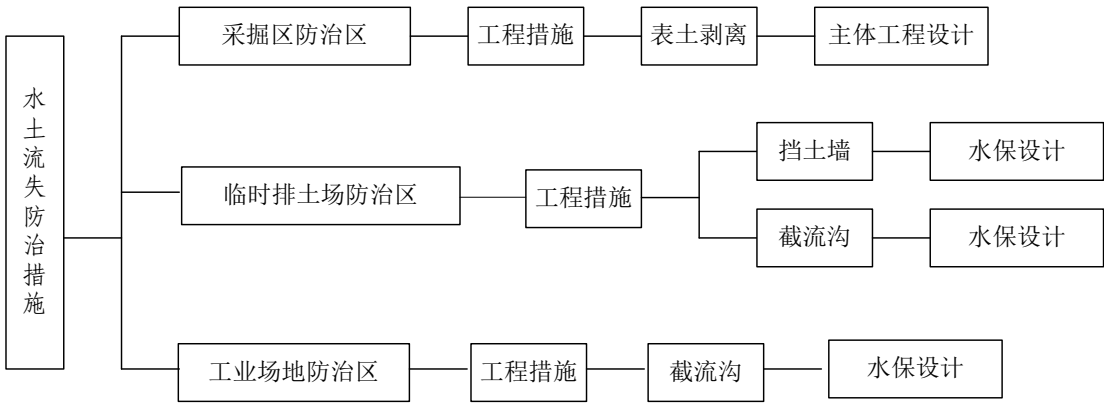 水土流失防治措施
采掘区防治区
工程措施
表土剥离
主体工程设计
临时排土场防治区
工程措施
挡土墙
水保设计
截流沟
水保设计
工业场地防治区
工程措施
截流沟
水保设计